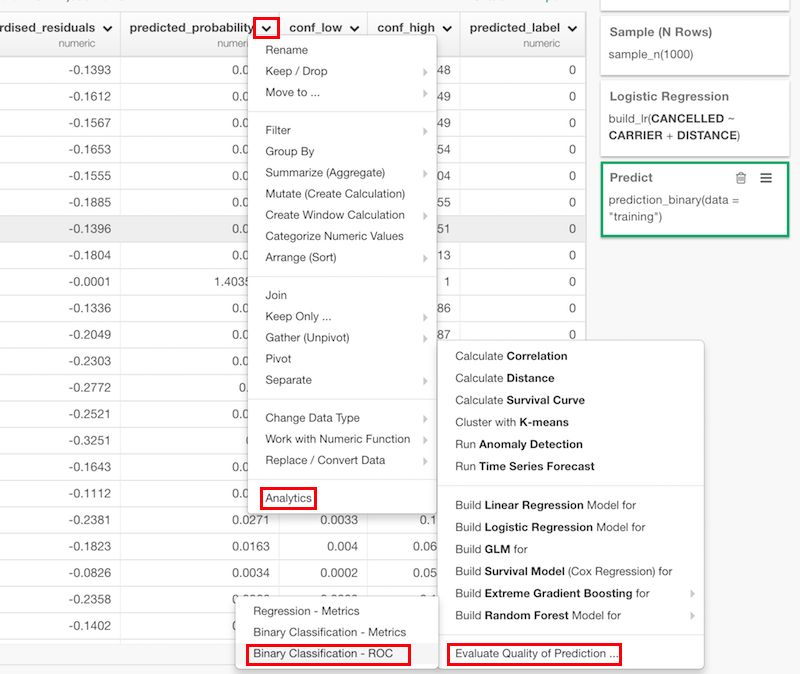 rdised_residuals
numeric
predicted_probability
numeri
conf_low
conf_high
predicted_label
numeric
-0.1393
0.0
48
0
-0.1612
0.0
49
0
-0.1567
0.0
49
0
-0.1653
0.0
54
0
-0.1555
0.0
04
0
-0.1885
0.0
55
0
-0.1396
0.0
51
0
-0.1804
0.0
13
0
-0.0001
1.4035
1
0
-0.1336
0.0
86
0
-0.2049
0.0
87
0
-0.2303
0.0
-0.2772
0.
-0.2521
0.0
-0.3251
-0.1643
0.0
-0.1112
0.0
-0.2381
0.0271
0.0033
0.1
-0.1823
0.0163
0.004
0.06
-0.0826
0.0034
0.0002
0.05
-0.2358
-0.1402
Rename
Keep / Drop
Move to ...
Filter
Group By
Summarize (Aggregate)
Mutate (Create Calculation)
Create Window Calculation
Categorize Numeric Values
Arrange (Sort)
Join
Keep Only ...
Gather (Unpivot)
Pivot
Separate
Change Data Type
Work with Numeric Function
Replace / Convert Data
Analytics
Calculate Correlation
Calculate Distance
Calculate Survival Curve
Cluster with K-means
Run Anomaly Detection
Run Time Series Forecast
Build Linear Regression Model for
Build Logistic Regression Model for
Build GLM for
Build Survival Model (Cox Regression) for
Build Extreme Gradient Boosting for
Build Random Forest Model for
Evaluate Quality of Prediction ...
Regression - Metrics
Binary Classification - Metrics
Binary Classification - ROC
Sample (N Rows)
sample_n(1000)
Logistic Regression
build_lr(CANCELLED ~
CARRIER + DISTANCE)
Predict
prediction_binary(data =
"training")